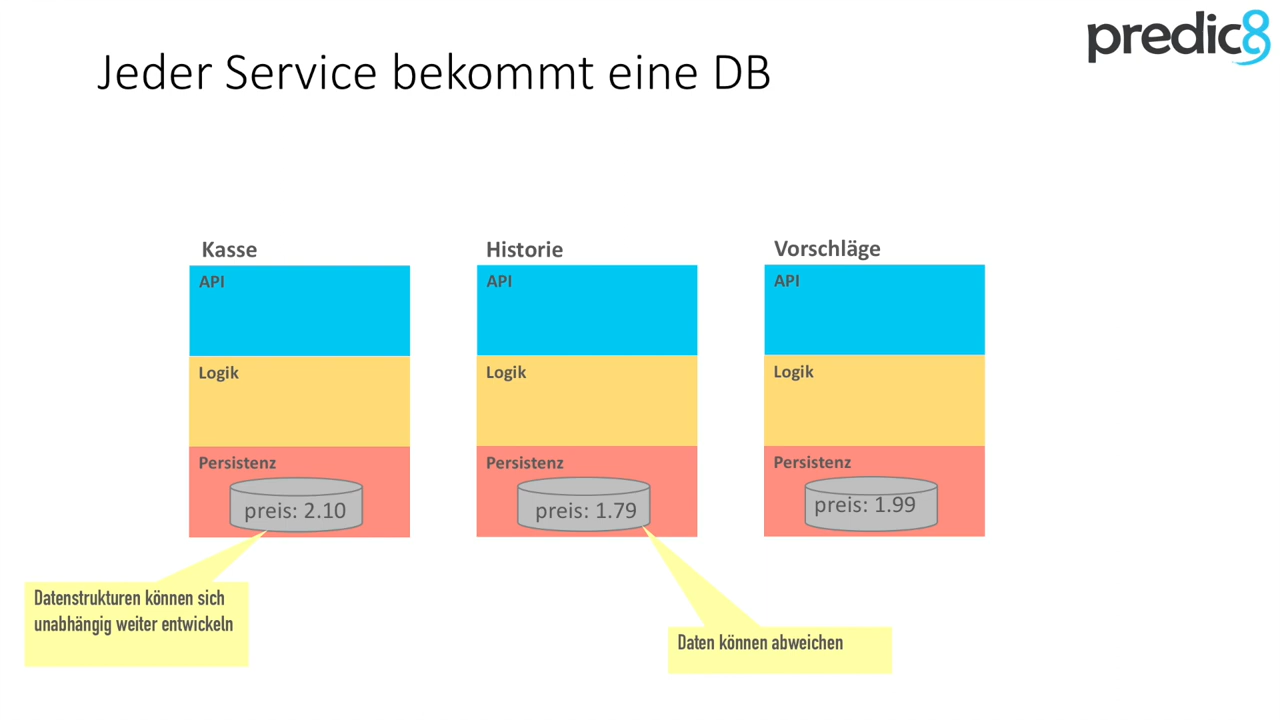 predic8
Jeder Service bekommt eine DB
Kasse
API
Logik
Persistenz
preis: 2.10
Historie
API
Logik
Persistenz
preis: 1.79
Vorschläge
API
Logik
Persistenz
preis: 1.99
Datenstrukturen können sich
unabhängig weiter entwickeln
Daten können abweichen